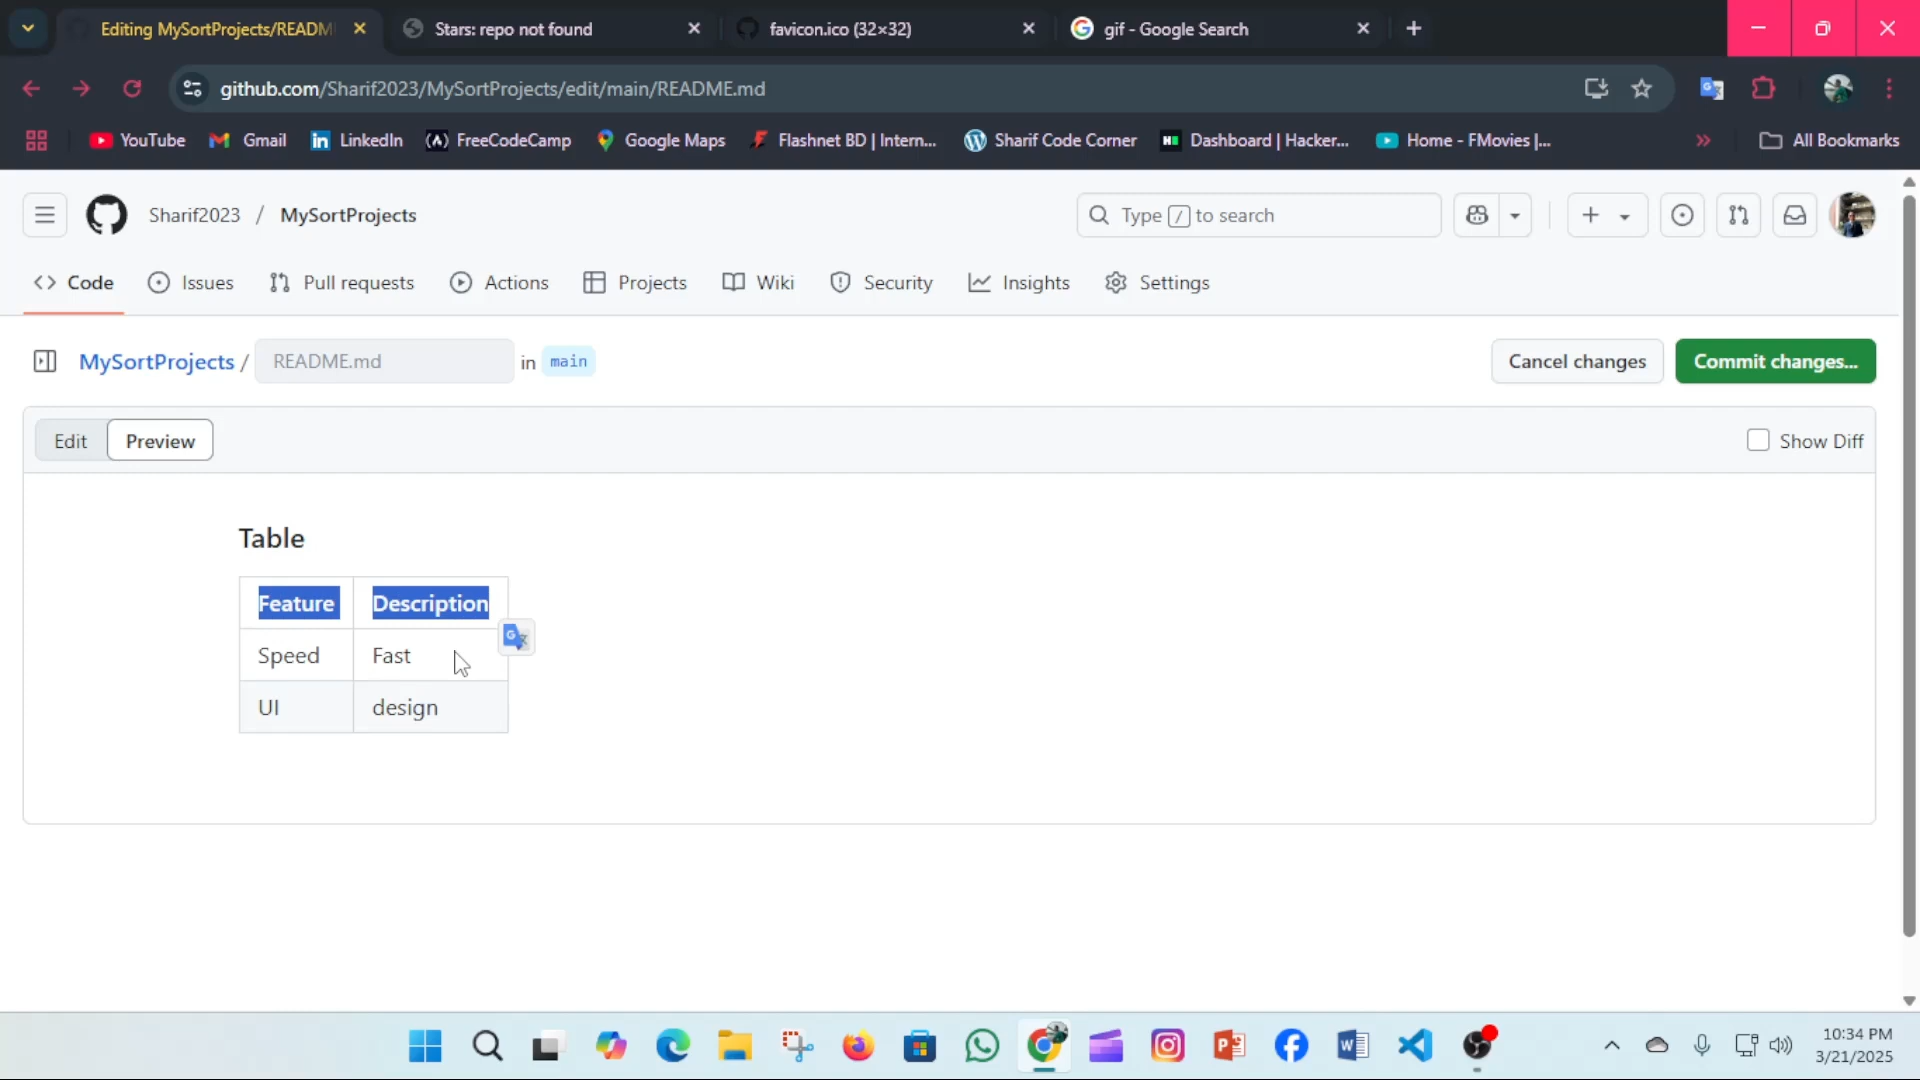 Editing MySortProjects/READM
Stars: repo not found
favicon.ico (32×32)
gif - Google Search
github.com/Sharif2023/MySortProjects/edit/main/README.md
YouTube
Gmail
LinkedIn
FreeCodeCamp
Google Maps
Flashnet BD | Intern...
Sharif Code Corner
Dashboard | Hacker...
Home - FMovies |...
All Bookmarks
Sharif2023 / MySortProjects
Type / to search
Code
Issues
Pull requests
Actions
Projects
Wiki
Security
Insights
Settings
MySortProjects / README.md in main
Cancel changes
Commit changes...
Edit
Preview
Show Diff
Table
Feature Description
Speed Fast
UI design
10:34 PM
3/21/2025